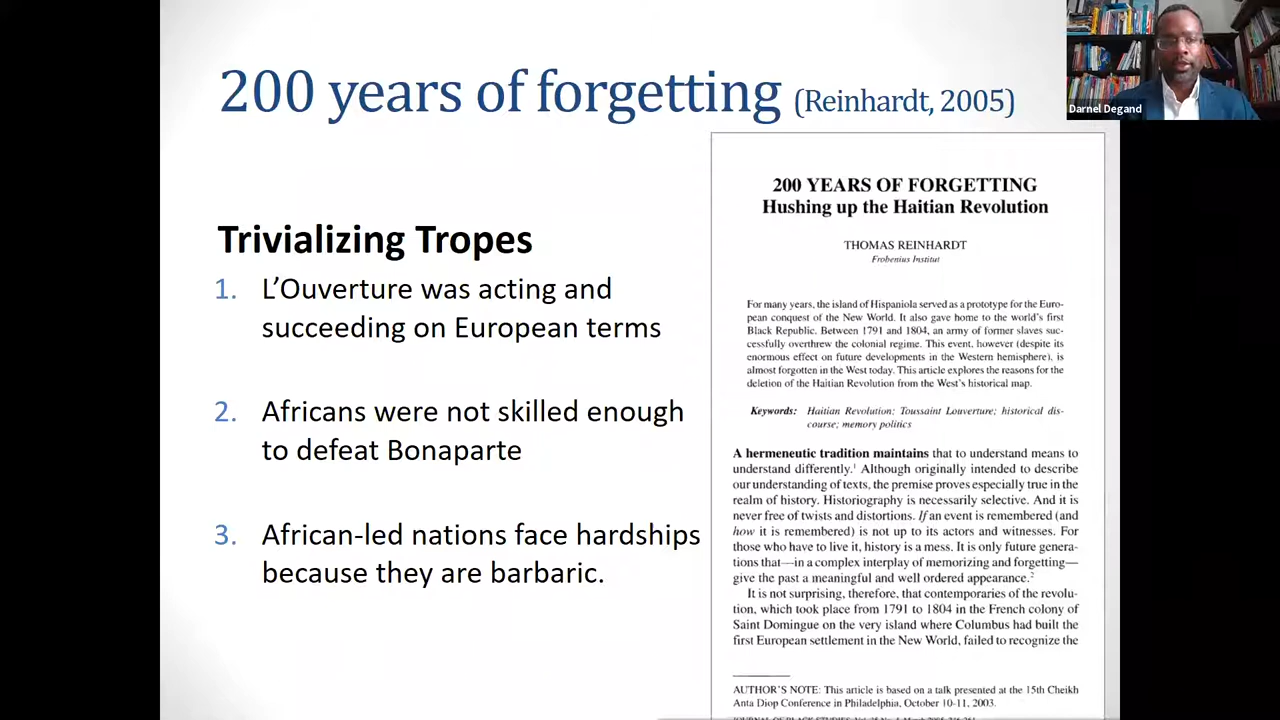 200 years of forgetting (Reinhardt, 2005)
Darnel Degand
Trivializing Tropes
1. L’Ouverture was acting and
succeeding on European terms
2. Africans were not skilled enough
to defeat Bonaparte
3. African-led nations face hardships
because they are barbaric.
200 YEARS OF FORGETTING
Hushing up the Haitian Revolution
THOMAS REINHARDT
Frobenius Institut
For many years, the island of Hispaniola served as a prototype for the Euro-
pean conquest of the New World. It also gave home to the world's first
Black Republic. Between 1791 and 1804, an army of former slaves suc-
cessfully overthrew the colonial regime. This event, however (despite its
enormous effect on future developments in the Western hemisphere), is
almost forgotten in the West today. This article explores the reasons for the
deletion of the Haitian Revolution from the West's historical map.
Keywords: Haitian Revolution; Toussaint Louverture; historical dis-
course; memory politics
A hermeneutic tradition maintains that to understand means to
understand differently.1 Although originally intended to describe
our understanding of texts, the premise proves especially true in the
realm of history. Historiography is necessarily selective. And it is
never free of twists and distortions. If an event is remembered (and
how it is remembered) is not up to its actors and witnesses. For
those who have to live it, history is a mess. It is only future genera-
tions that—in a complex interplay of memorizing and forgetting—
give the past a meaningful and well ordered appearance.2
It is not surprising, therefore, that contemporaries of the revolu-
tion, which took place from 1791 to 1804 in the French colony of
Saint Domingue on the very island where Columbus had built the
first European settlement in the New World, failed to recognize the
AUTHOR'S NOTE: This article is based on a talk presented at the 15th Cheikh
Anta Diop Conference in Philadelphia, October 10-11, 2003.